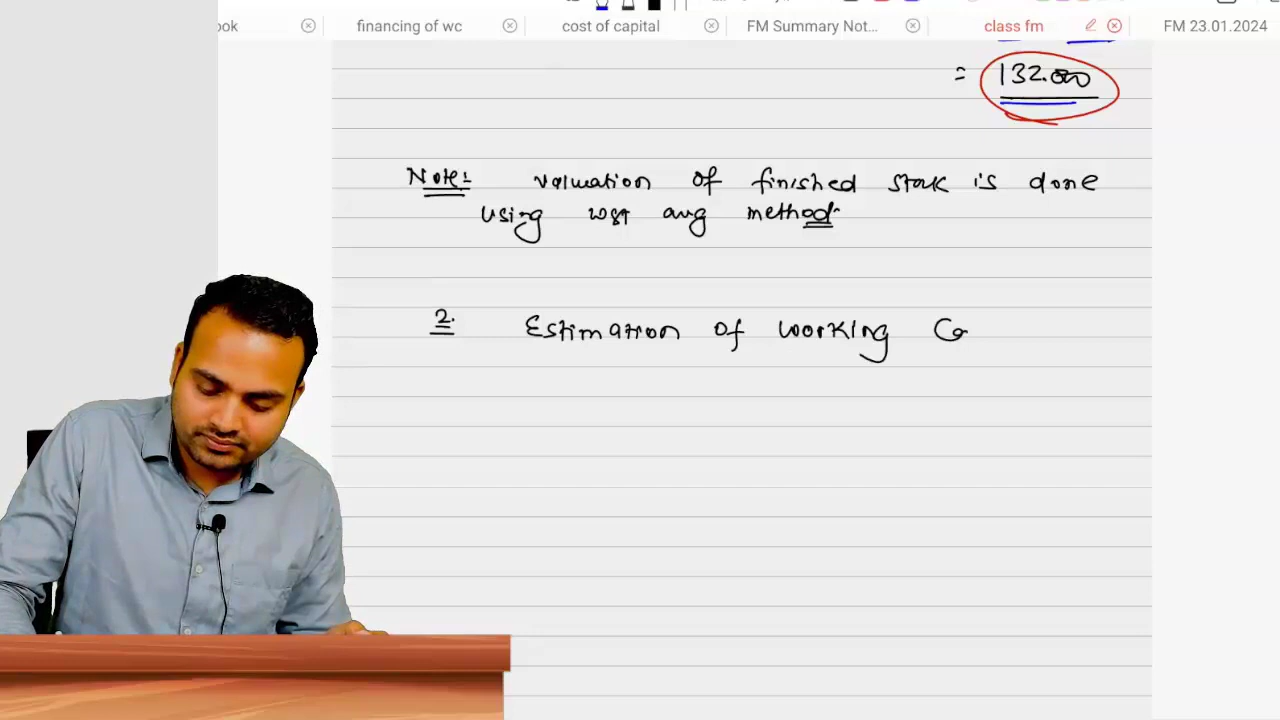 ook financing of wc cost of capital FM Summary Not... class fm FM 23.01.2024
= 132.000
Note: valuation of finished stock is done
using wgt avg method.
2. Estimation of working Ca